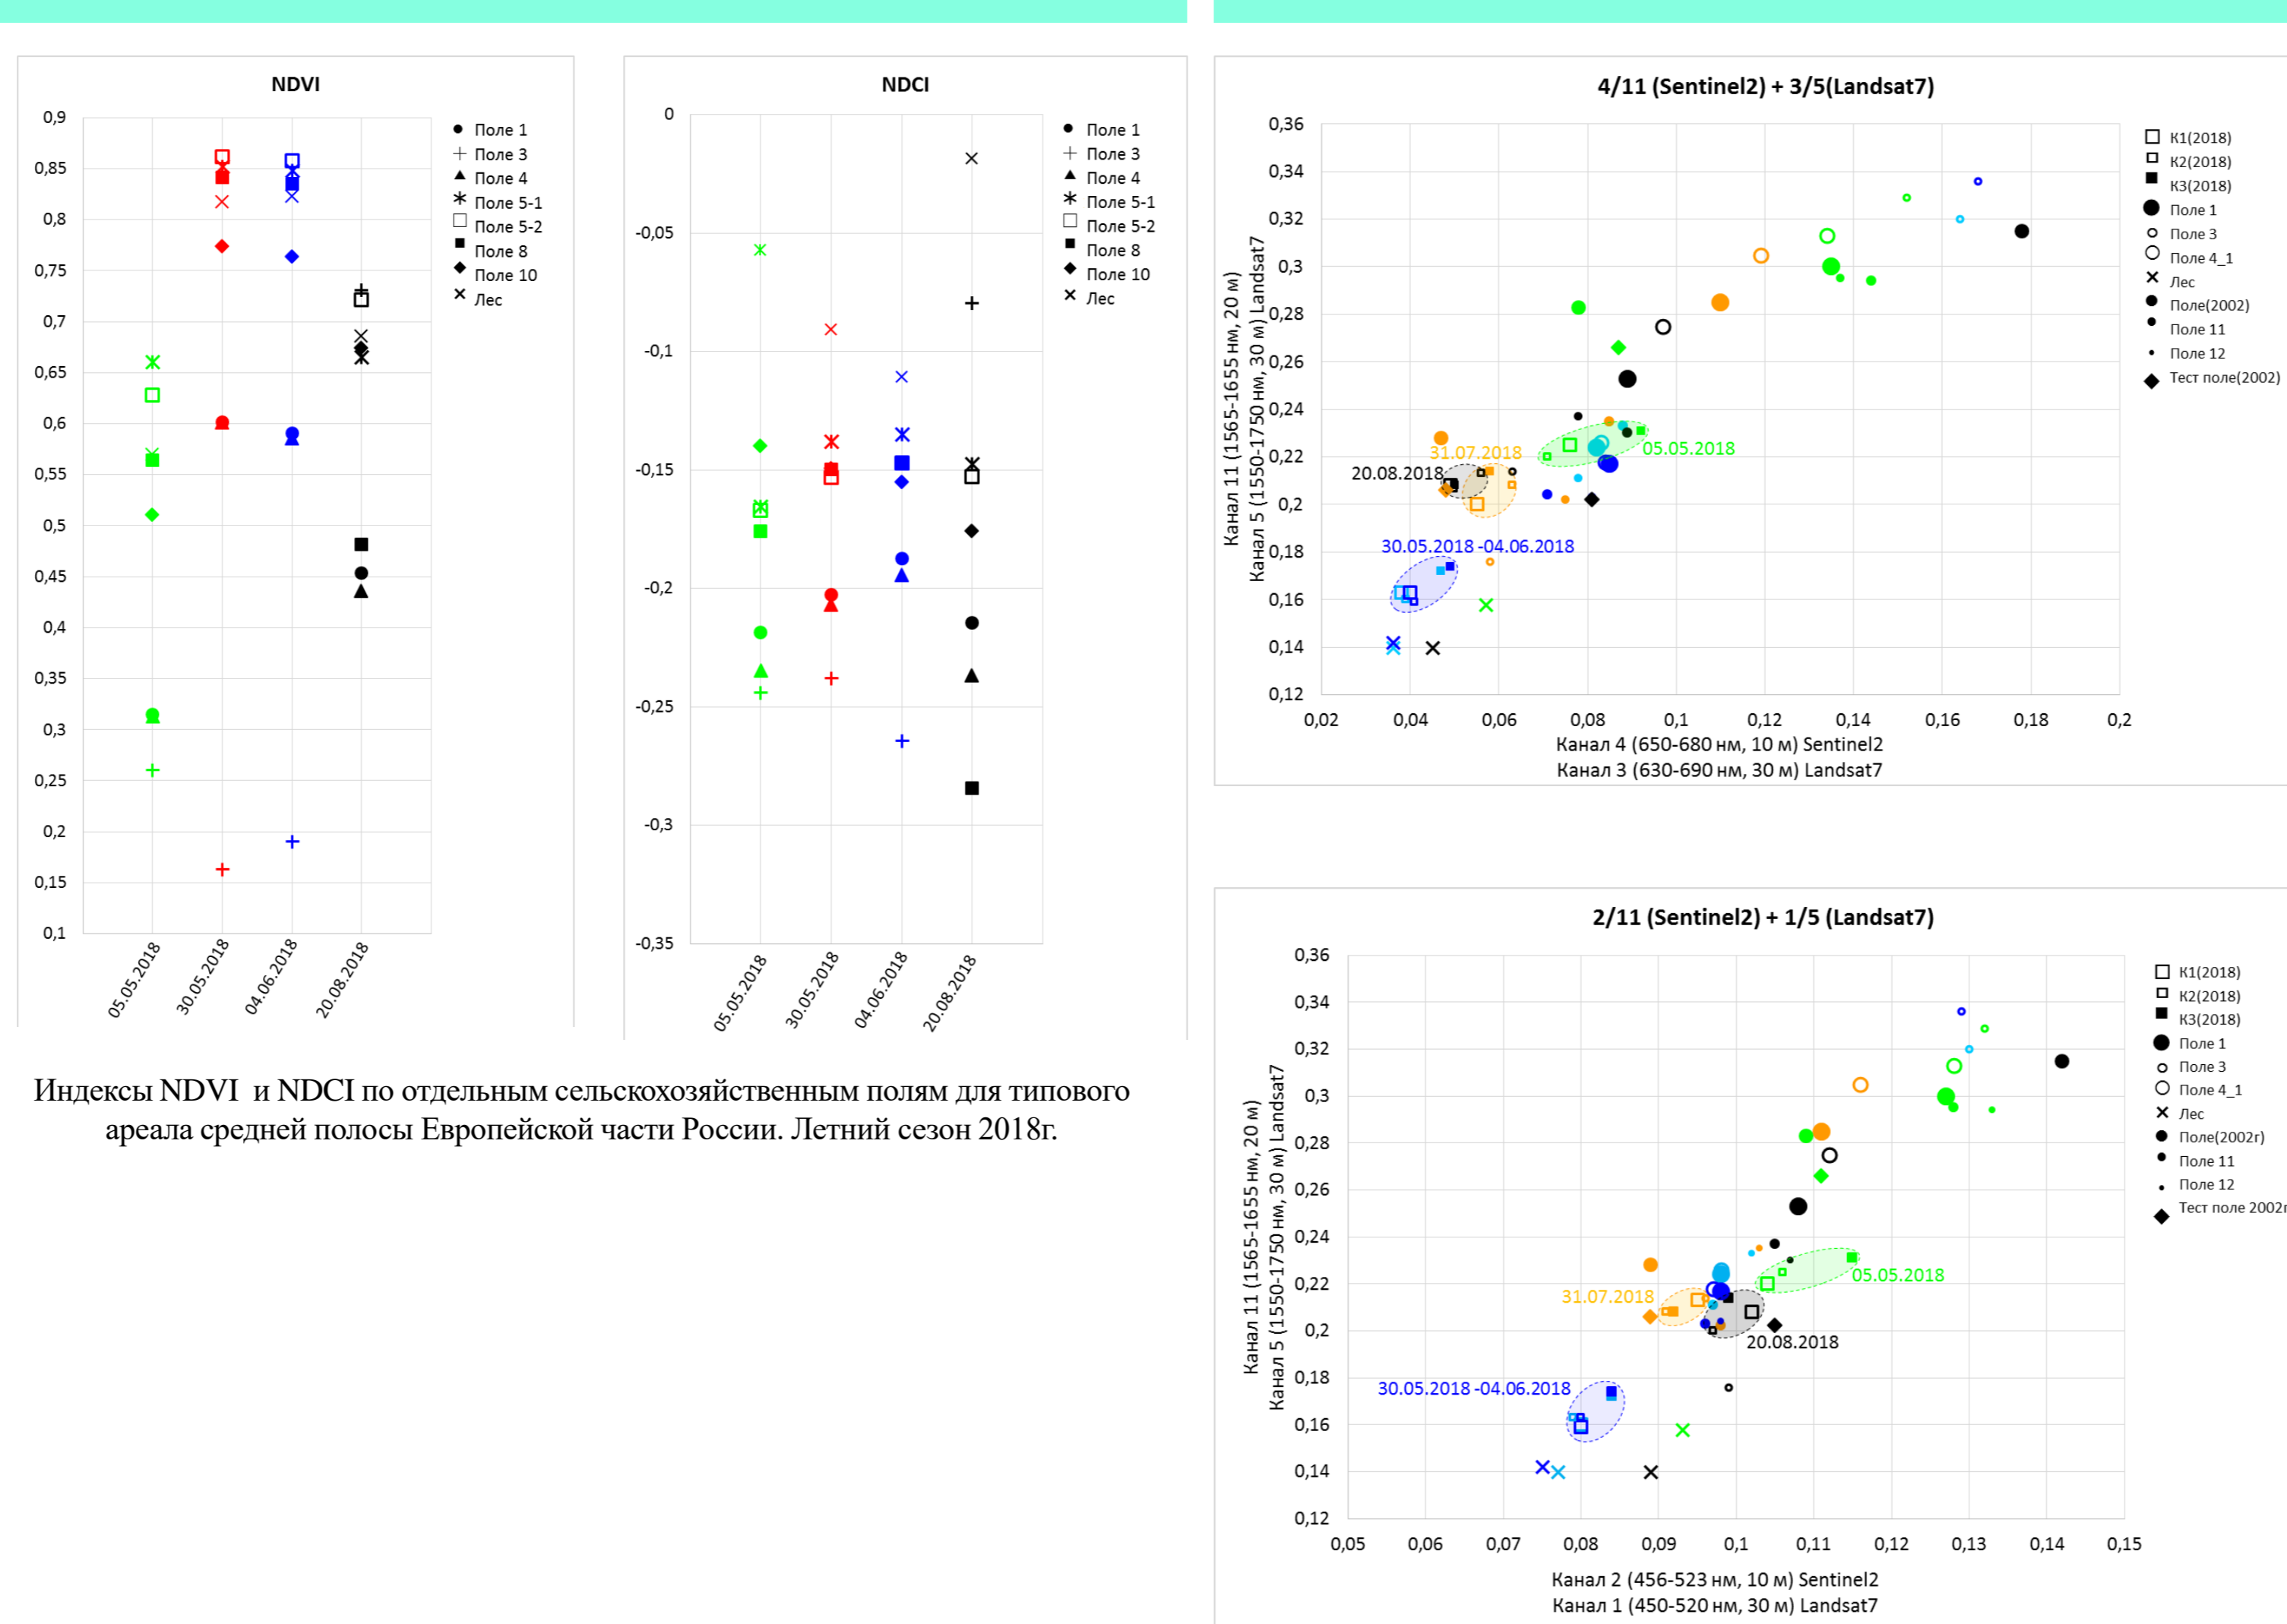 NDVI
0,9
0,85
0,8
0,75
0,7
0,65
0,6
0,55
0,5
0,45
0,4
0,35
0,3
0,25
0,2
0,15
0,1
05.05.2018
30.05.2018
04.06.2018
20.08.2018
Поле 1
Поле 3
Поле 4
Поле 5-1
Поле 5-2
Поле 8
Поле 10
Лес
NDCI
0
-0,05
-0,1
-0,15
-0,2
-0,25
-0,3
-0,35
05.05.2018
30.05.2018
04.06.2018
20.08.2018
Поле 1
Поле 3
Поле 4
Поле 5-1
Поле 5-2
Поле 8
Поле 10
Лес
Индексы NDVI и NDCI по отдельным сельскохозяйственным полям для типового
ареала средней полосы Европейской части России. Летний сезон 2018г.
4/11 (Sentinel2) + 3/5(Landsat7)
Канал 11 (1565-1655 нм, 20 м)
Канал 5 (1550-1750 нм, 30 м) Landsat7
0,36
0,34
0,32
0,3
0,28
0,26
0,24
0,22
0,2
0,18
0,16
0,14
0,12
31.07.2018
05.05.2018
20.08.2018
30.05.2018 -04.06.2018
0,02
0,04
0,06
0,08
0,1
0,12
0,14
0,16
0,18
0,2
Канал 4 (650-680 нм, 10 м) Sentinel2
Канал 3 (630-690 нм, 30 м) Landsat7
К1(2018)
К2(2018)
К3(2018)
Поле 1
Поле 3
Поле 4_1
Лес
Поле(2002)
Поле 11
Поле 12
Тест поле(2002)
2/11 (Sentinel2) + 1/5 (Landsat7)
Канал 11 (1565-1655 нм, 20 м)
Канал 5 (1550-1750 нм, 30 м) Landsat7
0,36
0,34
0,32
0,3
0,28
0,26
0,24
0,22
0,2
0,18
0,16
0,14
0,12
05.05.2018
31.07.2018
20.08.2018
30.05.2018 -04.06.2018
0,05
0,06
0,07
0,08
0,09
0,1
0,11
0,12
0,13
0,14
0,15
Канал 2 (456-523 нм, 10 м) Sentinel2
Канал 1 (450-520 нм, 30 м) Landsat7
К1(2018)
К2(2018)
К3(2018)
Поле 1
Поле 3
Поле 4_1
Лес
Поле(2002г)
Поле 11
Поле 12
Тест поле 2002г